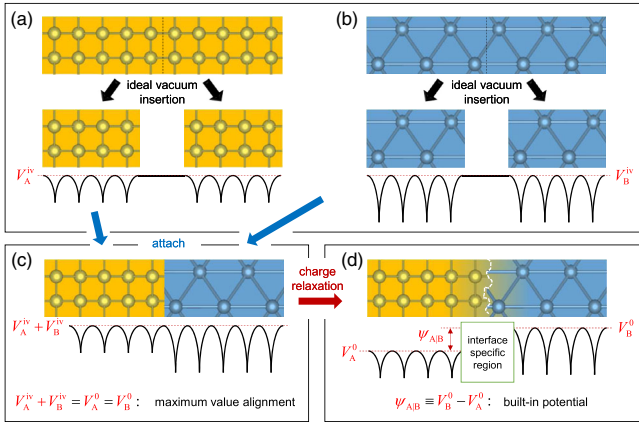 (a)
ideal vacuum
insertion
V_A^iv
(b)
ideal vacuum
insertion
V_B^iv
attach
(c)
V_A^iv + V_B^iv
V_A^iv + V_B^iv = V_A^0 = V_B^0 : maximum value alignment
charge
relaxation
(d)
V_A^0
ψ_A|B
interface
specific
region
V_B^0
ψ_A|B ≡ V_B^0 − V_A^0 : built-in potential